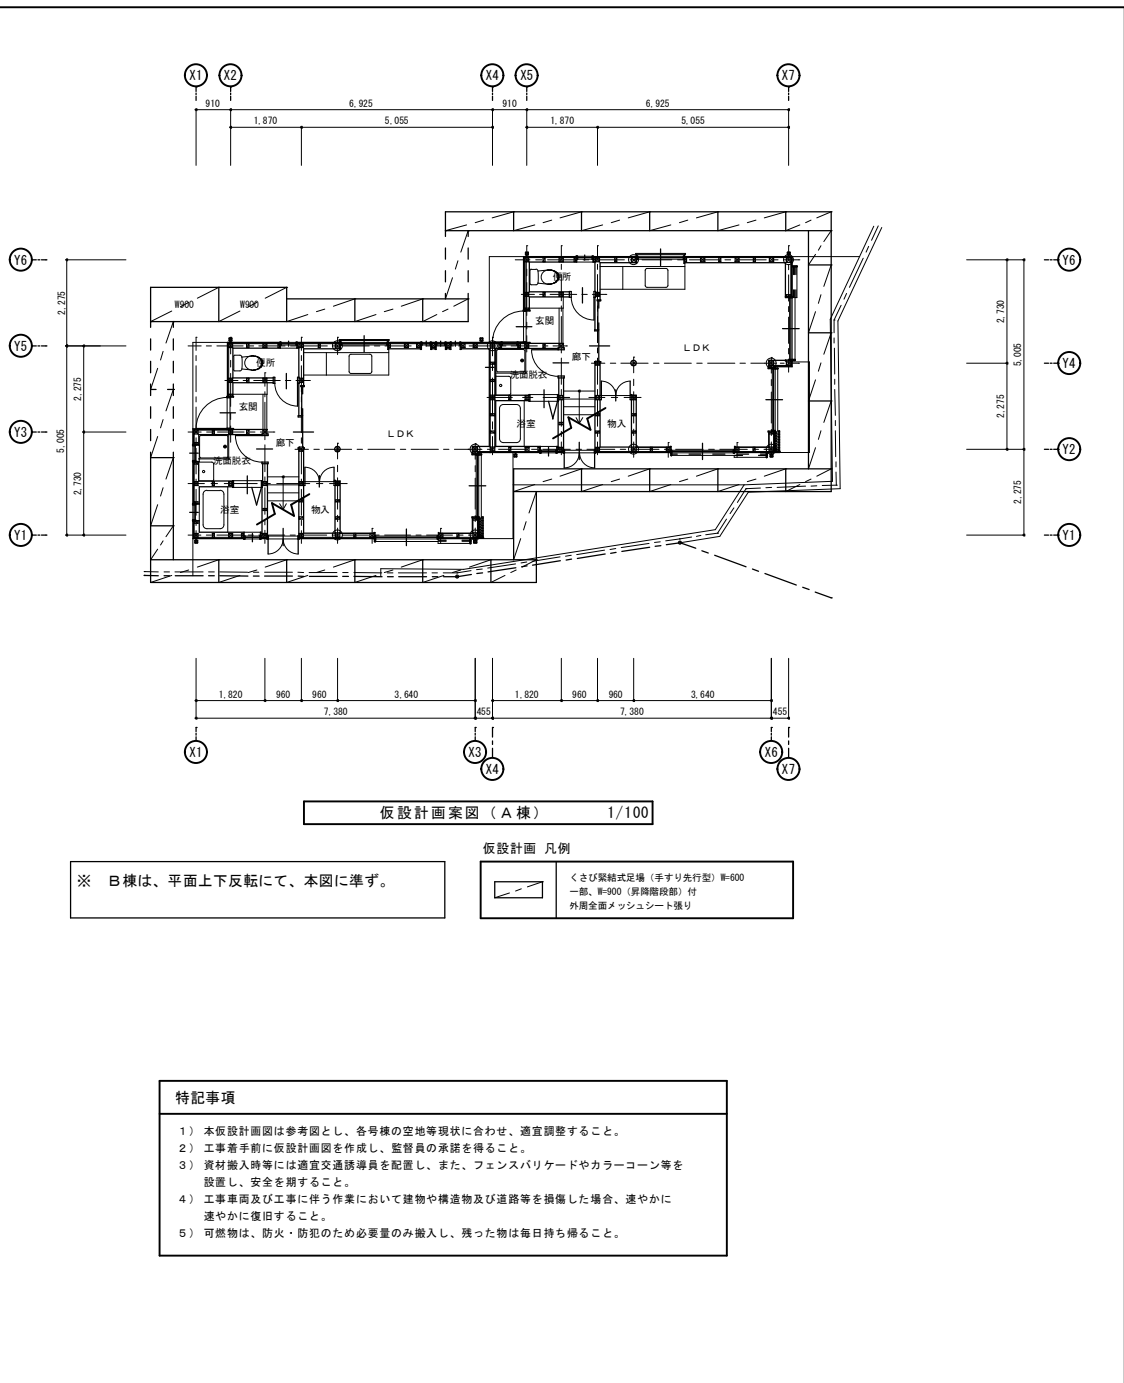 X1 X2 X4 X5 X7
910 6,925 910 6,925
1,870 5,055 1,870 5,055
Y6 Y6
W900 W900
便所
玄関
廊下
LDK
洗面脱衣
浴室
物入
便所
玄関
廊下
LDK
洗面脱衣
浴室
物入
2,275
Y5
2,275
5,005
Y3
2,730
Y1
2,730
5,005
Y4
2,275
Y2
2,275
Y1
1,820 960 960 3,640 1,820 960 960 3,640
7,380 455 7,380 455
X1 X3 X6
X4 X7
仮設計画案図(A棟) 1/100
仮設計画 凡例
※ B棟は、平面上下反転にて、本図に準ず。
くさび緊結式足場(手すり先行型)W=600
一部、W=900(昇降階段部)付
外周全面メッシュシート張り
特記事項
1) 本仮設計画図は参考図とし、各号棟の空地等現状に合わせ、適宜調整すること。
2) 工事着手前に仮設計画図を作成し、監督員の承諾を得ること。
3) 資材搬入時等には適宜交通誘導員を配置し、また、フェンスバリケードやカラーコーン等を
設置し、安全を期すること。
4) 工事車両及び工事に伴う作業において建物や構造物及び道路等を損傷した場合、速やかに
速やかに復旧すること。
5) 可燃物は、防火・防犯のため必要量のみ搬入し、残った物は毎日持ち帰ること。